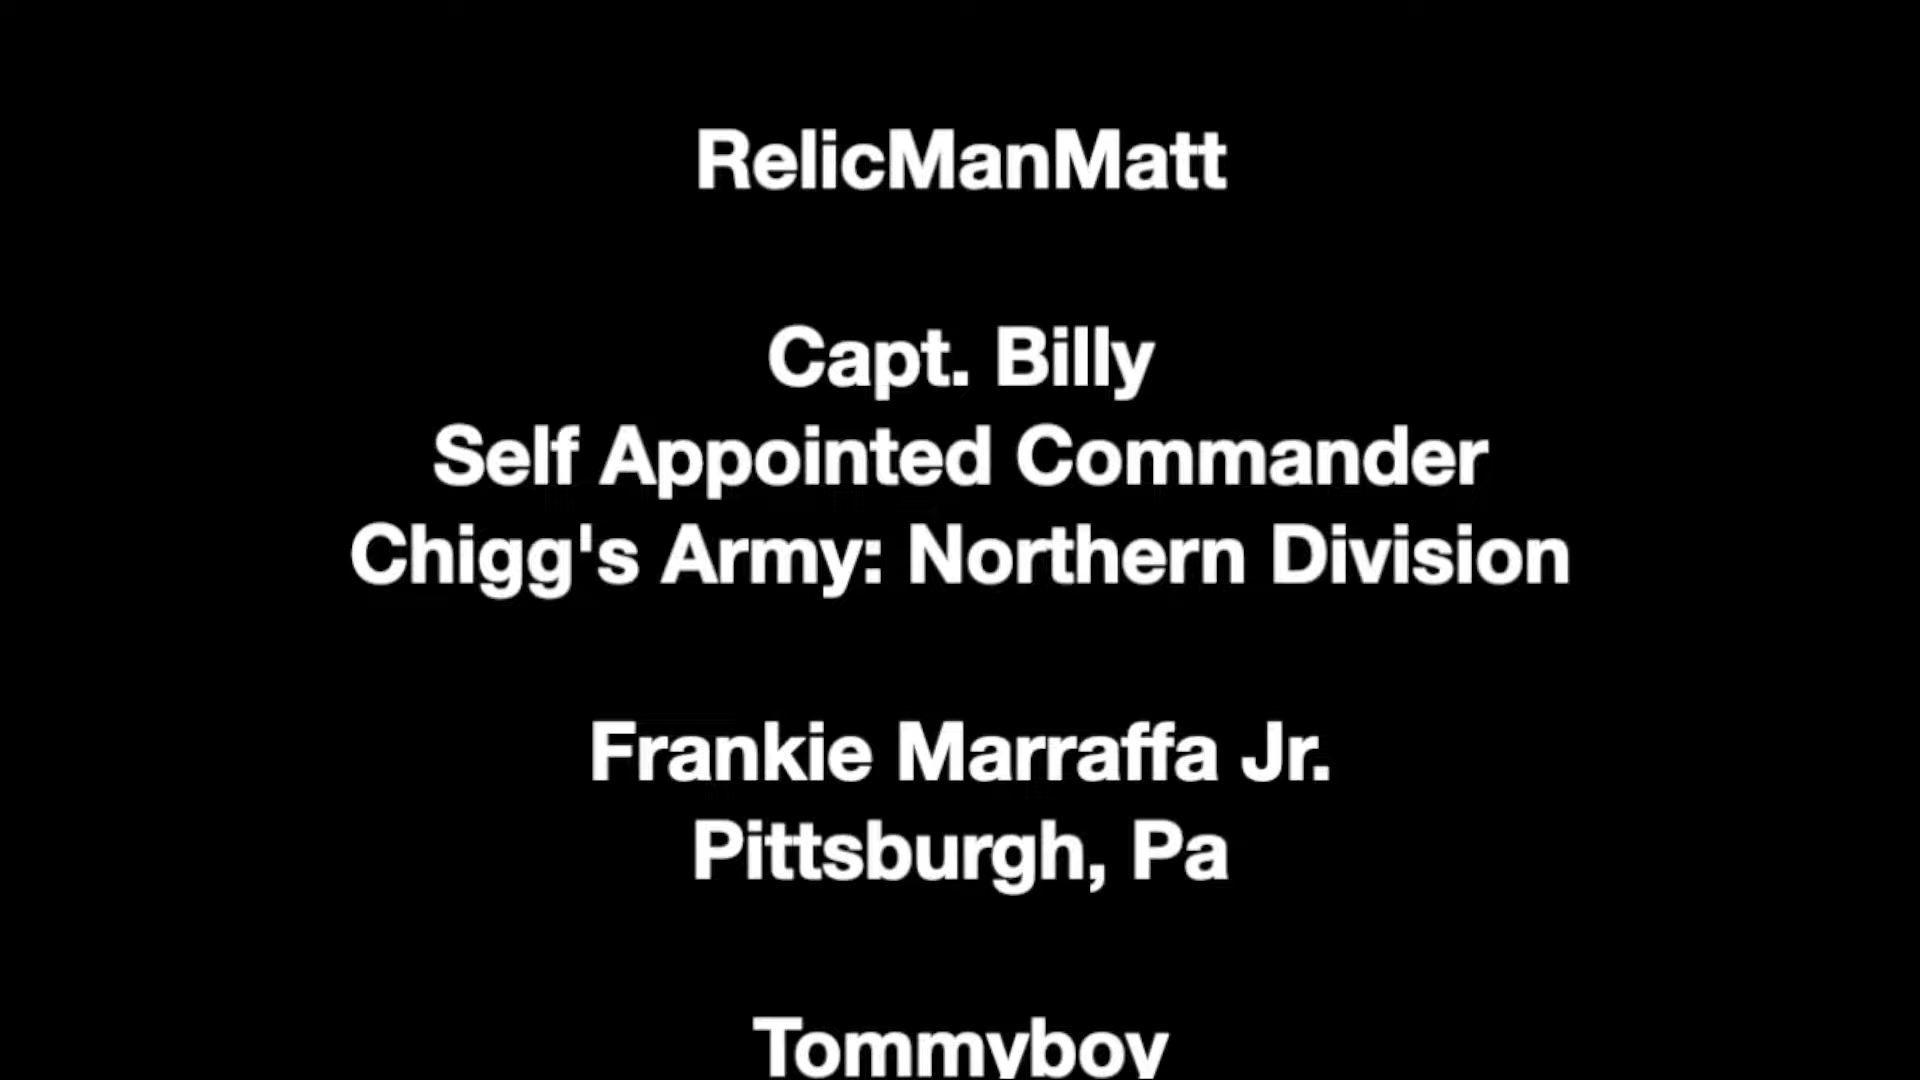 RelicManMatt
Capt. Billy
Self Appointed Commander
Chigg's Army: Northern Division
Frankie Marraffa Jr.
Pittsburgh, Pa
Tommyboy